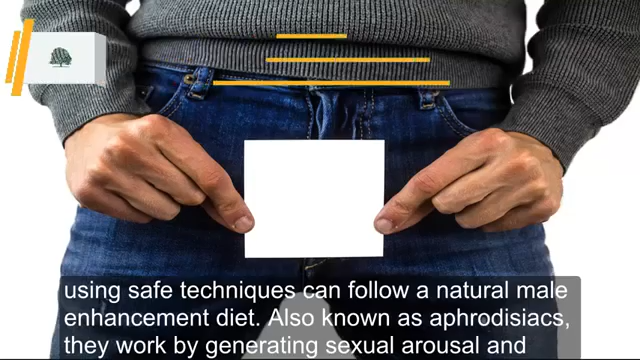 using safe techniques can follow a natural male
enhancement diet. Also known as aphrodisiacs,
they work by generating sexual arousal and